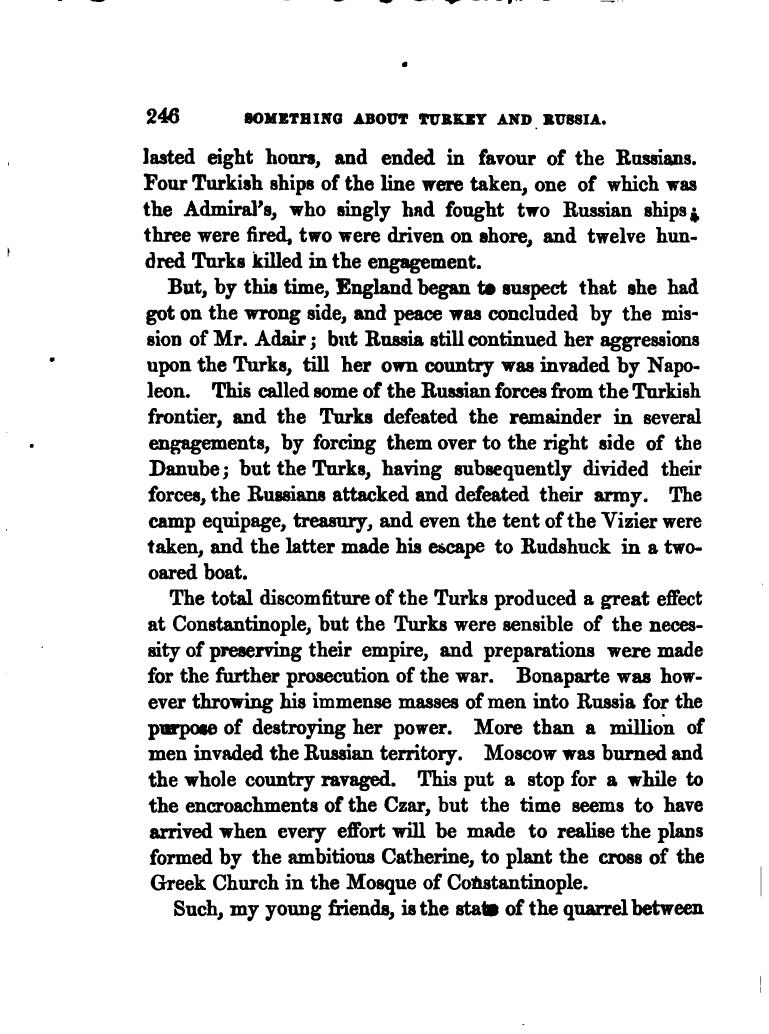 246 SOMETHING ABOUT TURKEY AND RUSSIA.
lasted eight hours, and ended in favour of the Russians.
Four Turkish ships of the line were taken, one of which was
the Admiral's, who singly had fought two Russian ships;
three were fired, two were driven on shore, and twelve hun-
dred Turks killed in the engagement.
But, by this time, England began to suspect that she had
got on the wrong side, and peace was concluded by the mis-
sion of Mr. Adair; but Russia still continued her aggressions
upon the Turks, till her own country was invaded by Napo-
leon. This called some of the Russian forces from the Turkish
frontier, and the Turks defeated the remainder in several
engagements, by forcing them over to the right side of the
Danube; but the Turks, having subsequently divided their
forces, the Russians attacked and defeated their army. The
camp equipage, treasury, and even the tent of the Vizier were
taken, and the latter made his escape to Rudshuck in a two-
oared boat.
The total discomfiture of the Turks produced a great effect
at Constantinople, but the Turks were sensible of the neces-
sity of preserving their empire, and preparations were made
for the further prosecution of the war. Bonaparte was how-
ever throwing his immense masses of men into Russia for the
purpose of destroying her power. More than a million of
men invaded the Russian territory. Moscow was burned and
the whole country ravaged. This put a stop for a while to
the encroachments of the Czar, but the time seems to have
arrived when every effort will be made to realise the plans
formed by the ambitious Catherine, to plant the cross of the
Greek Church in the Mosque of Constantinople.
Such, my young friends, is the state of the quarrel between